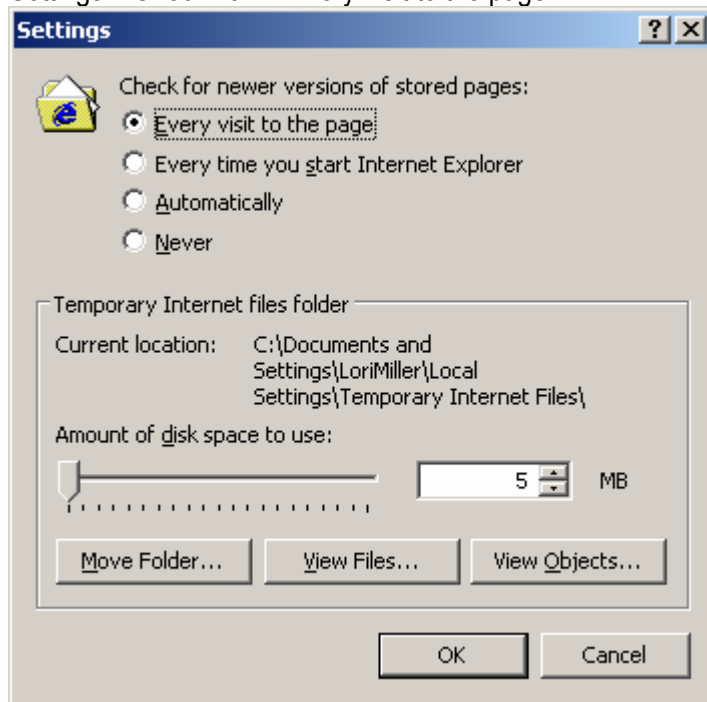 Settings
Check for newer versions of stored pages:
Every visit to the page
Every time you start Internet Explorer
Automatically
Never
Temporary Internet files folder
Current location: C:\Documents and
Settings\LoriMiller\Local
Settings\Temporary Internet Files\
Amount of disk space to use:
5 MB
Move Folder... View Files... View Objects...
OK Cancel